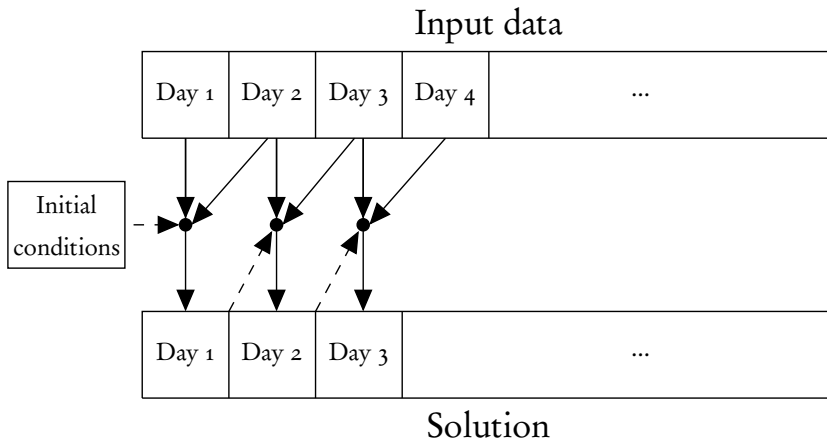 Input data
Day 1 Day 2 Day 3 Day 4 ...
Initial
conditions
Day 1 Day 2 Day 3 ...
Solution